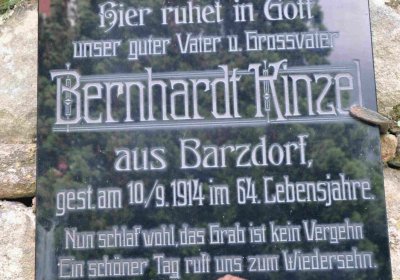 Hier ruhet in Gott
unser guter Vater u. Grossvater
Bernhardt Kinzel
aus Barzdorf,
gest. am 10./9. 1914 im 64. Lebensjahre.
Nun schlaf wohl, das Grab ist kein Vergehn
Ein schöner Tag ruft uns zum Wiedersehn.